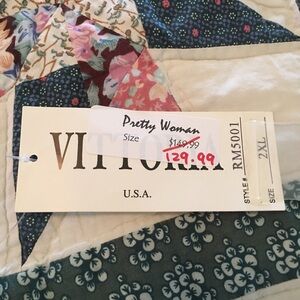 Pretty Woman
Size
$149.99
129.99
VITTORIA
U.S.A.
STYLE# RM5001
SIZE 2XL